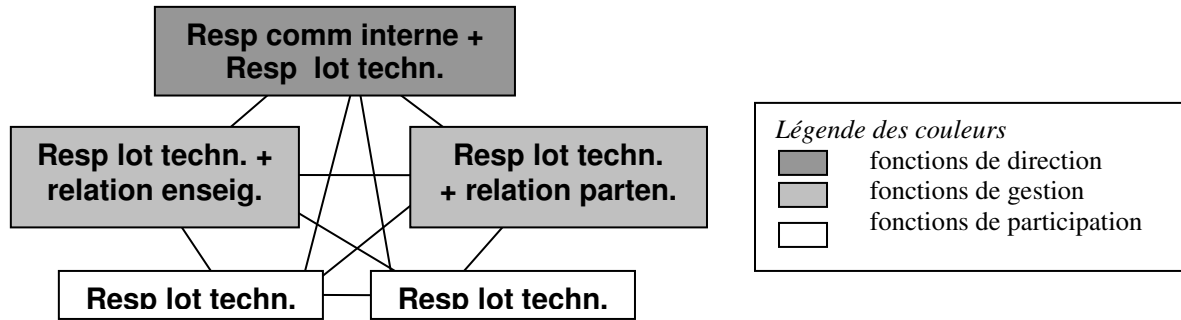 Resp comm interne +
Resp lot techn.
Resp lot techn. +
relation enseig.
Resp lot techn.
+ relation parten.
Resp lot techn.
Resp lot techn.
Légende des couleurs
fonctions de direction
fonctions de gestion
fonctions de participation